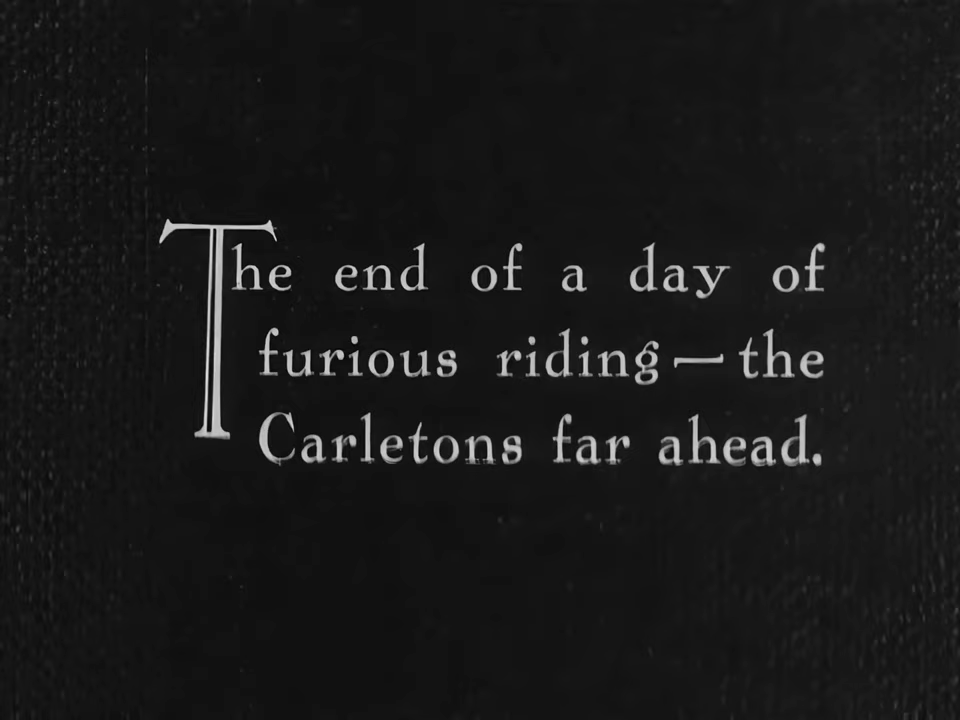 The end of a day of
furious riding — the
Carletons far ahead.